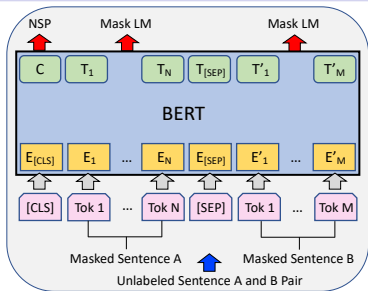 NSP Mask LM Mask LM
C T1 TN T[SEP] T'1 T'M
BERT
E[CLS] E1 ... EN E[SEP] E'1 ... E'M
[CLS] Tok 1 ... Tok N [SEP] Tok 1 ... Tok M
Masked Sentence A Masked Sentence B
Unlabeled Sentence A and B Pair